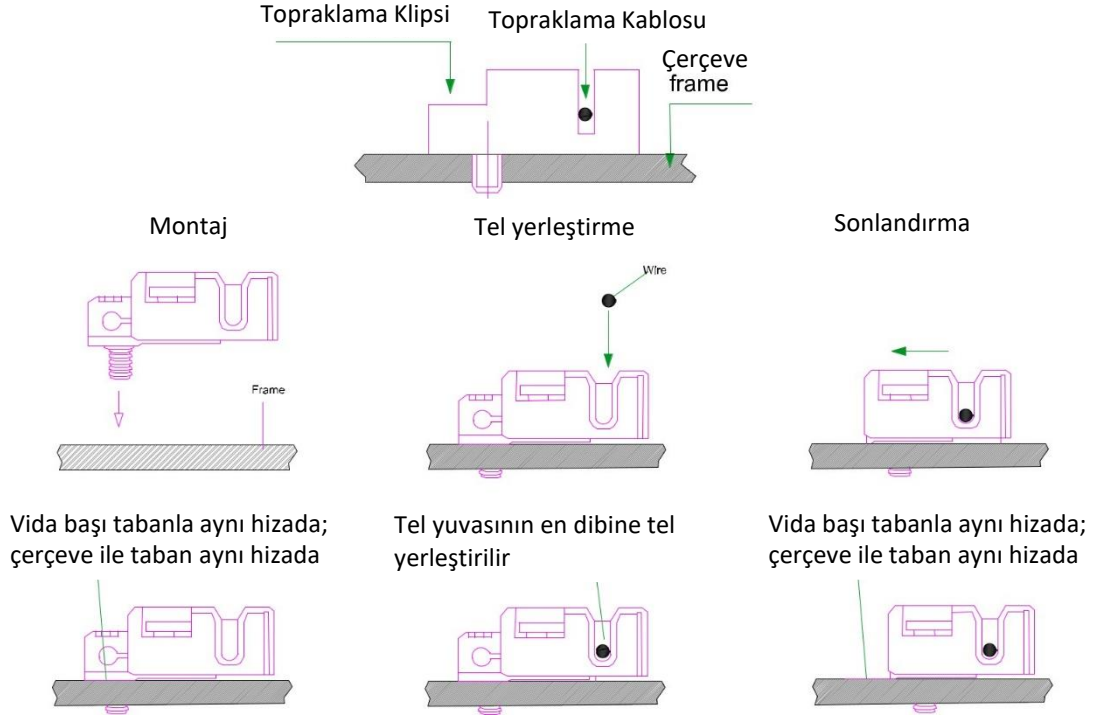 Topraklama Klipsi
Topraklama Kablosu
Çerçeve
frame
Montaj
Tel yerleştirme
Sonlandırma
Wire
Frame
Vida başı tabanla aynı hizada;
çerçeve ile taban aynı hizada
Tel yuvasının en dibine tel
yerleştirilir
Vida başı tabanla aynı hizada;
çerçeve ile taban aynı hizada